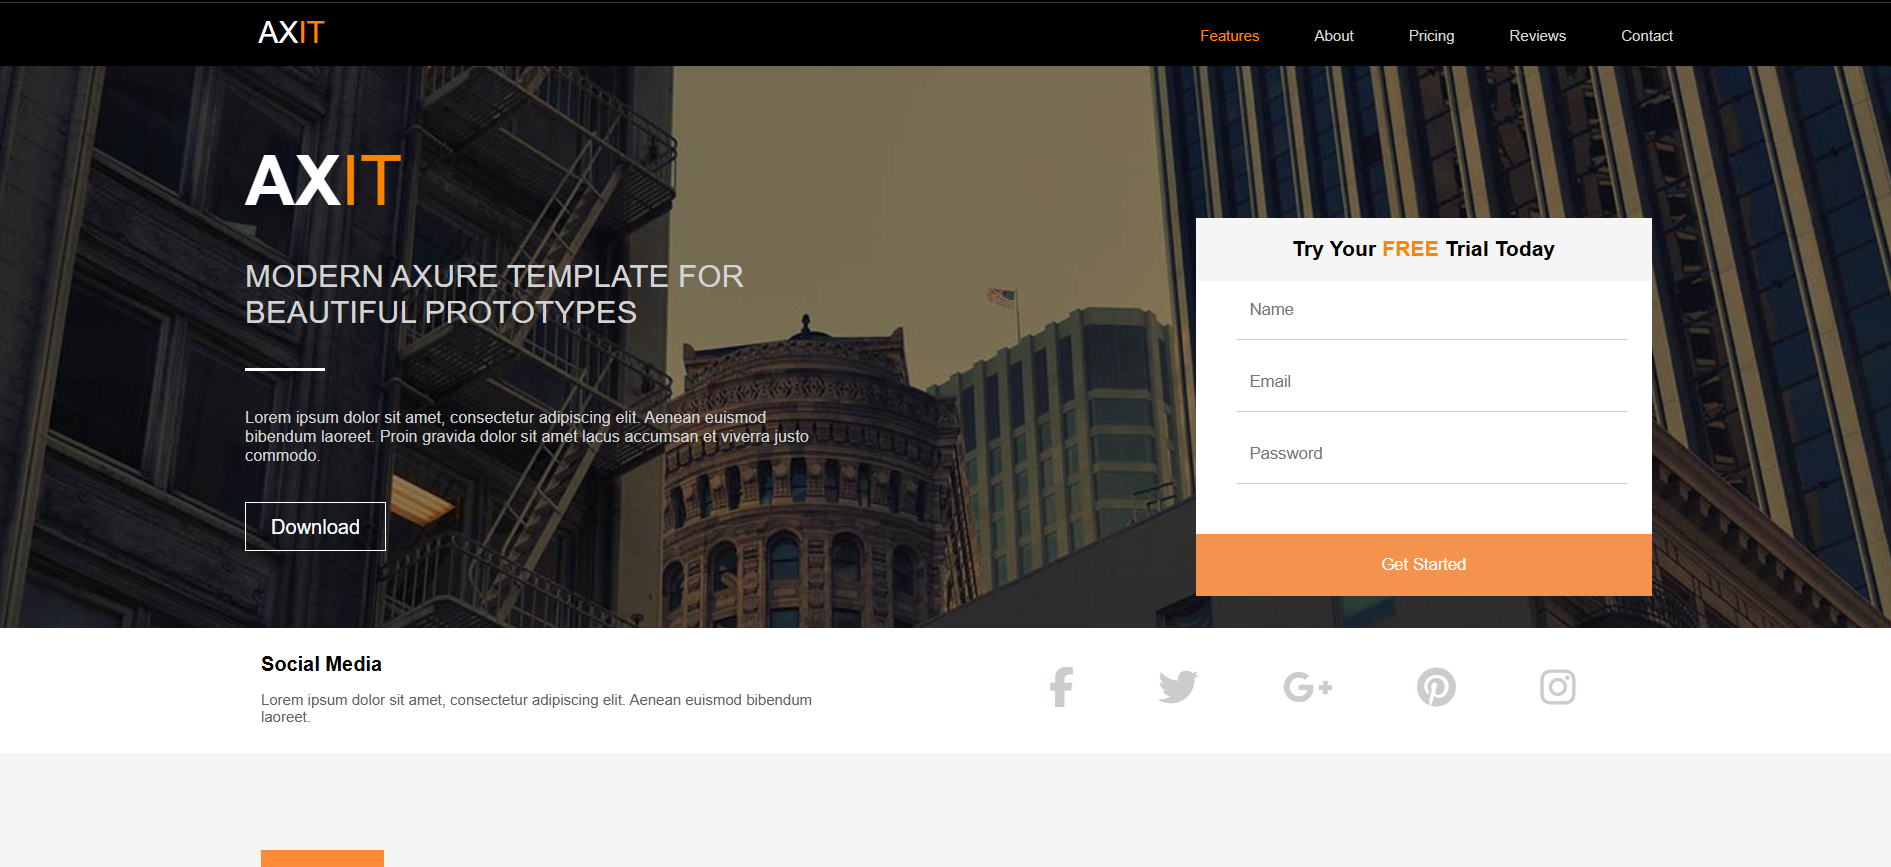 AXIT
Features
About
Pricing
Reviews
Contact
AXIT
MODERN AXURE TEMPLATE FOR
BEAUTIFUL PROTOTYPES
Lorem ipsum dolor sit amet, consectetur adipiscing elit. Aenean euismod
bibendum laoreet. Proin gravida dolor sit amet lacus accumsan et viverra justo
commodo.
Download
Try Your FREE Trial Today
Name
Email
Password
Get Started
Social Media
Lorem ipsum dolor sit amet, consectetur adipiscing elit. Aenean euismod bibendum
laoreet.